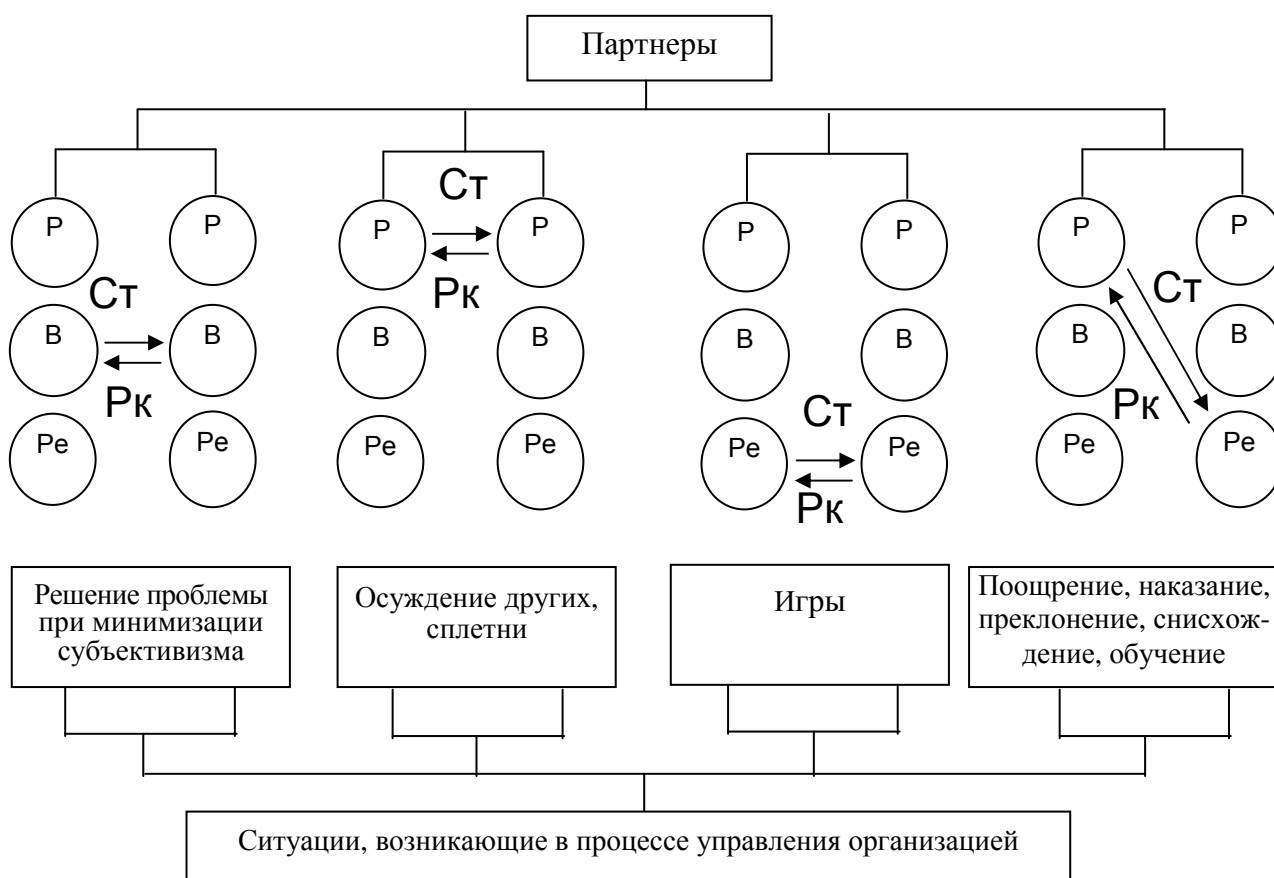 Партнеры
Р Р
Ст
В В
Рк
Ре Ре
Ст
Р Р
Рк
В В
Ре Ре
Р Р
В В
Ст
Ре Ре
Рк
Р Р
Ст
В В
Рк
Ре Ре
Решение проблемы
при минимизации
субъективизма
Осуждение других,
сплетни
Игры
Поощрение, наказание,
преклонение, снисхож-
дение, обучение
Ситуации, возникающие в процессе управления организацией